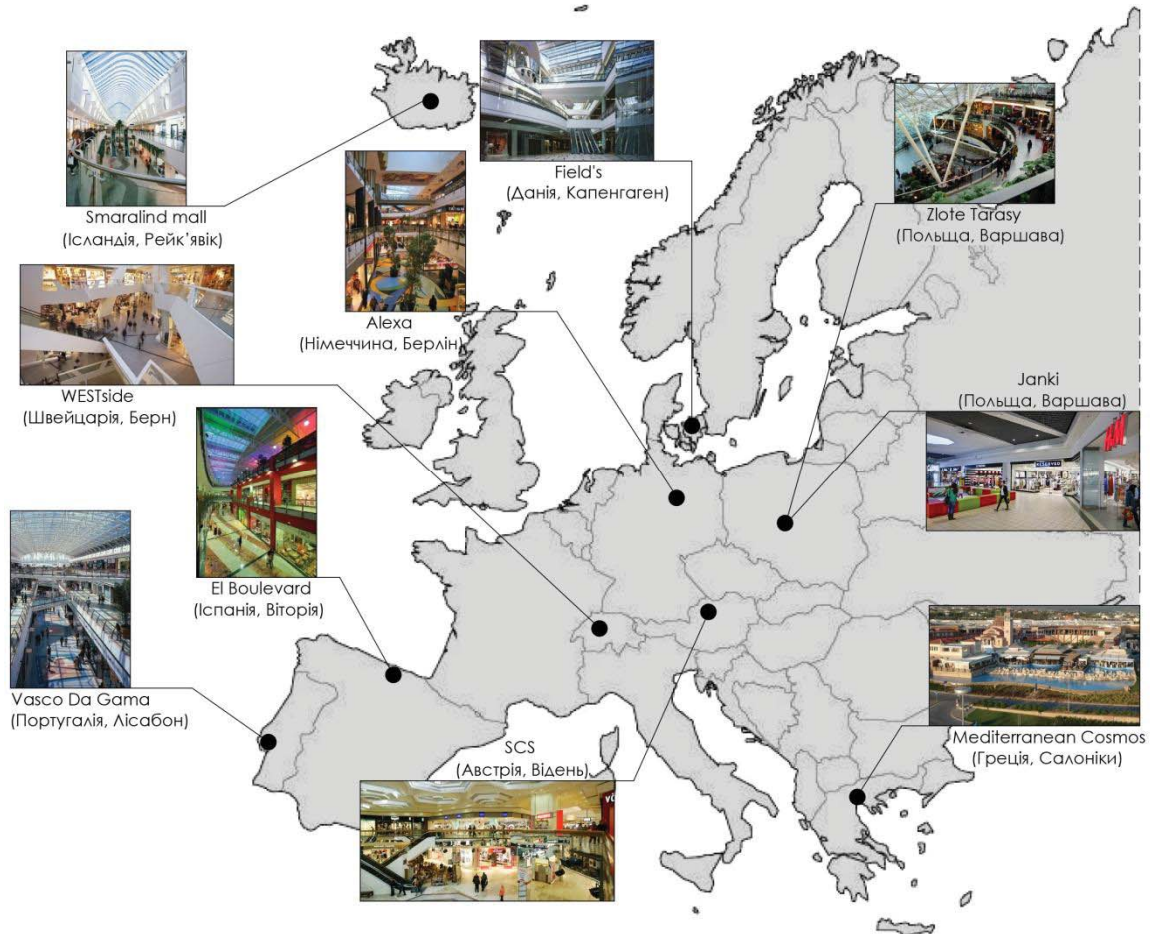 Smaralind mall
(Ісландія, Рейк’явік)
Field's
(Данія, Капенгаген)
Zlote Tarasy
(Польща, Варшава)
Alexa
(Німеччина, Берлін)
WESTside
(Швейцарія, Берн)
Janki
(Польща, Варшава)
RESERVED
El Boulevard
(Іспанія, Віторія)
Vasco Da Gama
(Португалія, Лісабон)
SCS
(Австрія, Відень)
Mediterranean Cosmos
(Греція, Салоніки)